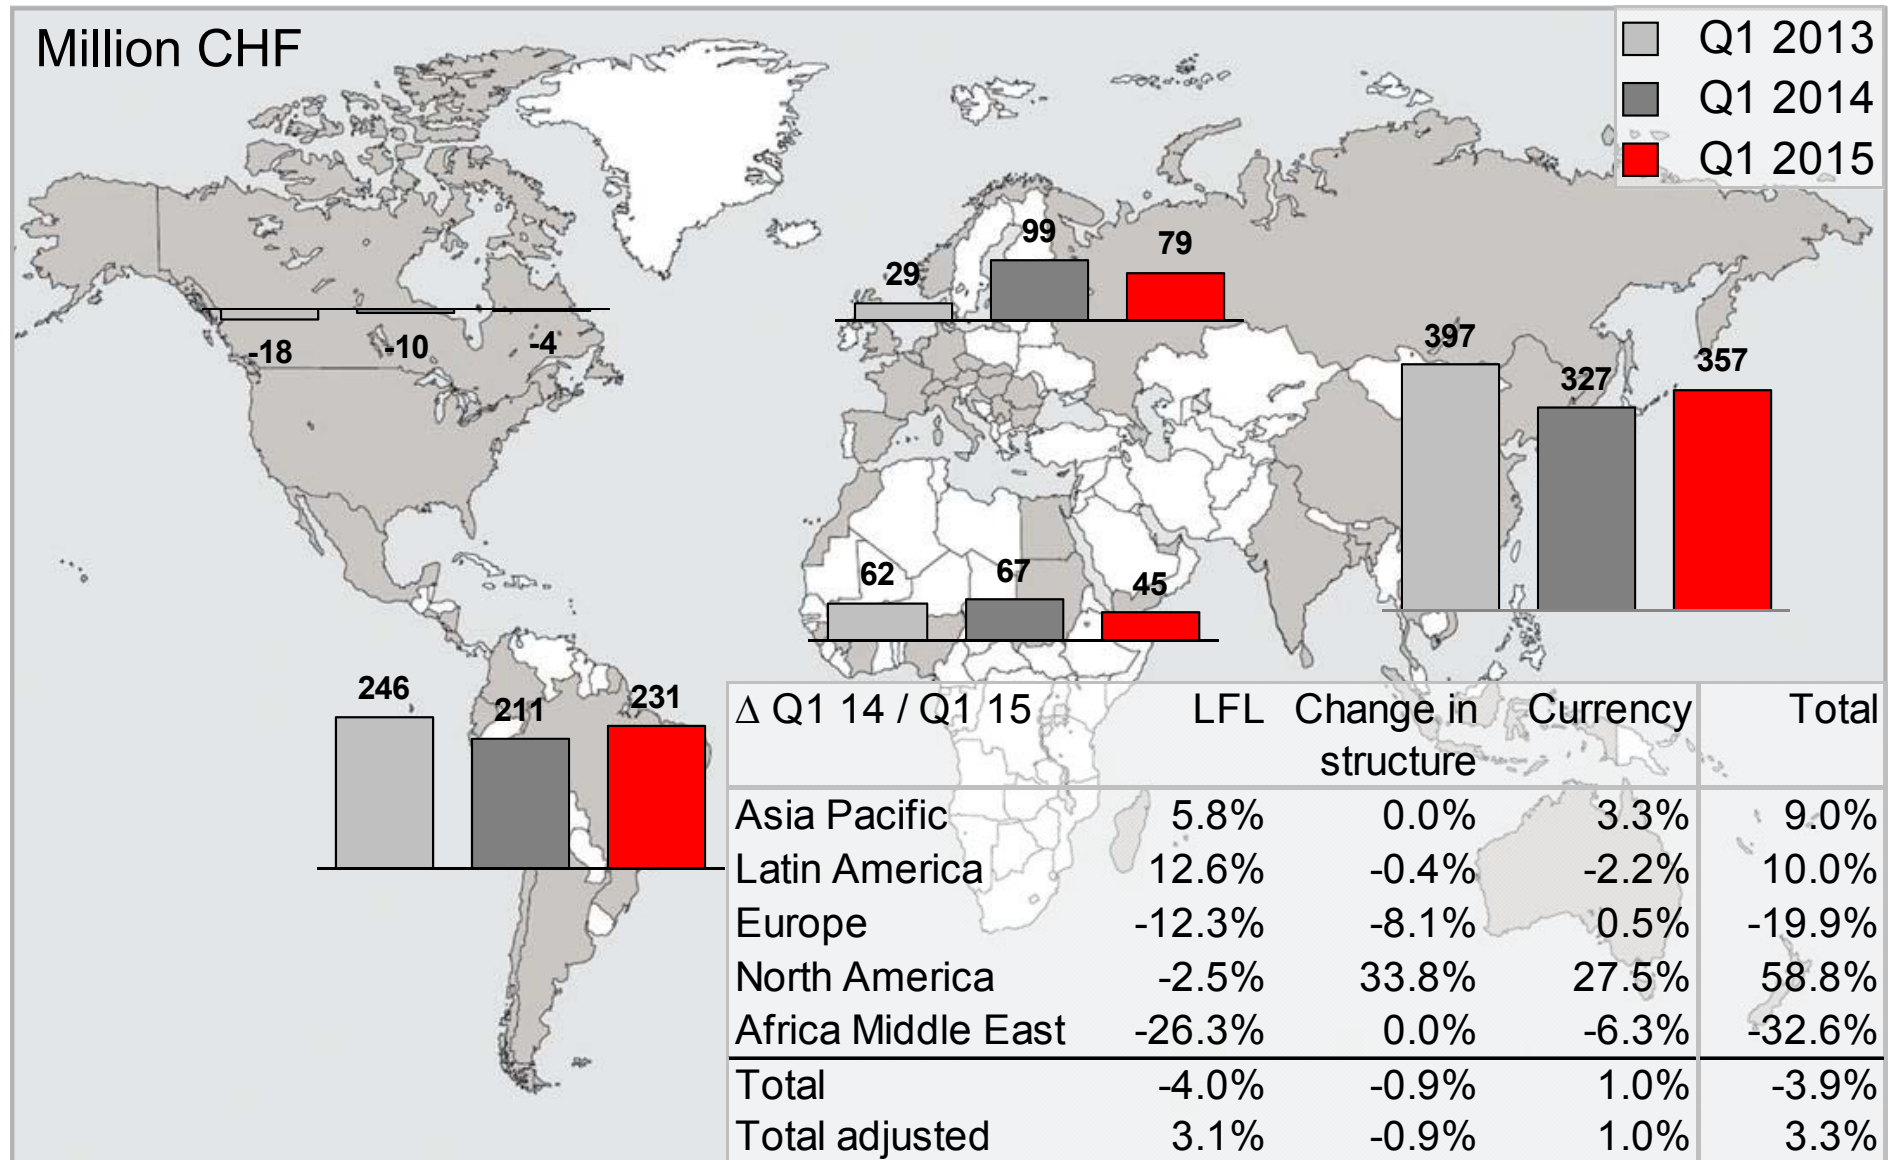 Million CHF
Q1 2013
Q1 2014
Q1 2015
-18 -10 -4
29 99 79
397 327 357
62 67 45
246 211 231
Δ Q1 14 / Q1 15 LFL Change in structure Currency Total
Asia Pacific 5.8% 0.0% 3.3% 9.0%
Latin America 12.6% -0.4% -2.2% 10.0%
Europe -12.3% -8.1% 0.5% -19.9%
North America -2.5% 33.8% 27.5% 58.8%
Africa Middle East -26.3% 0.0% -6.3% -32.6%
Total -4.0% -0.9% 1.0% -3.9%
Total adjusted 3.1% -0.9% 1.0% 3.3%